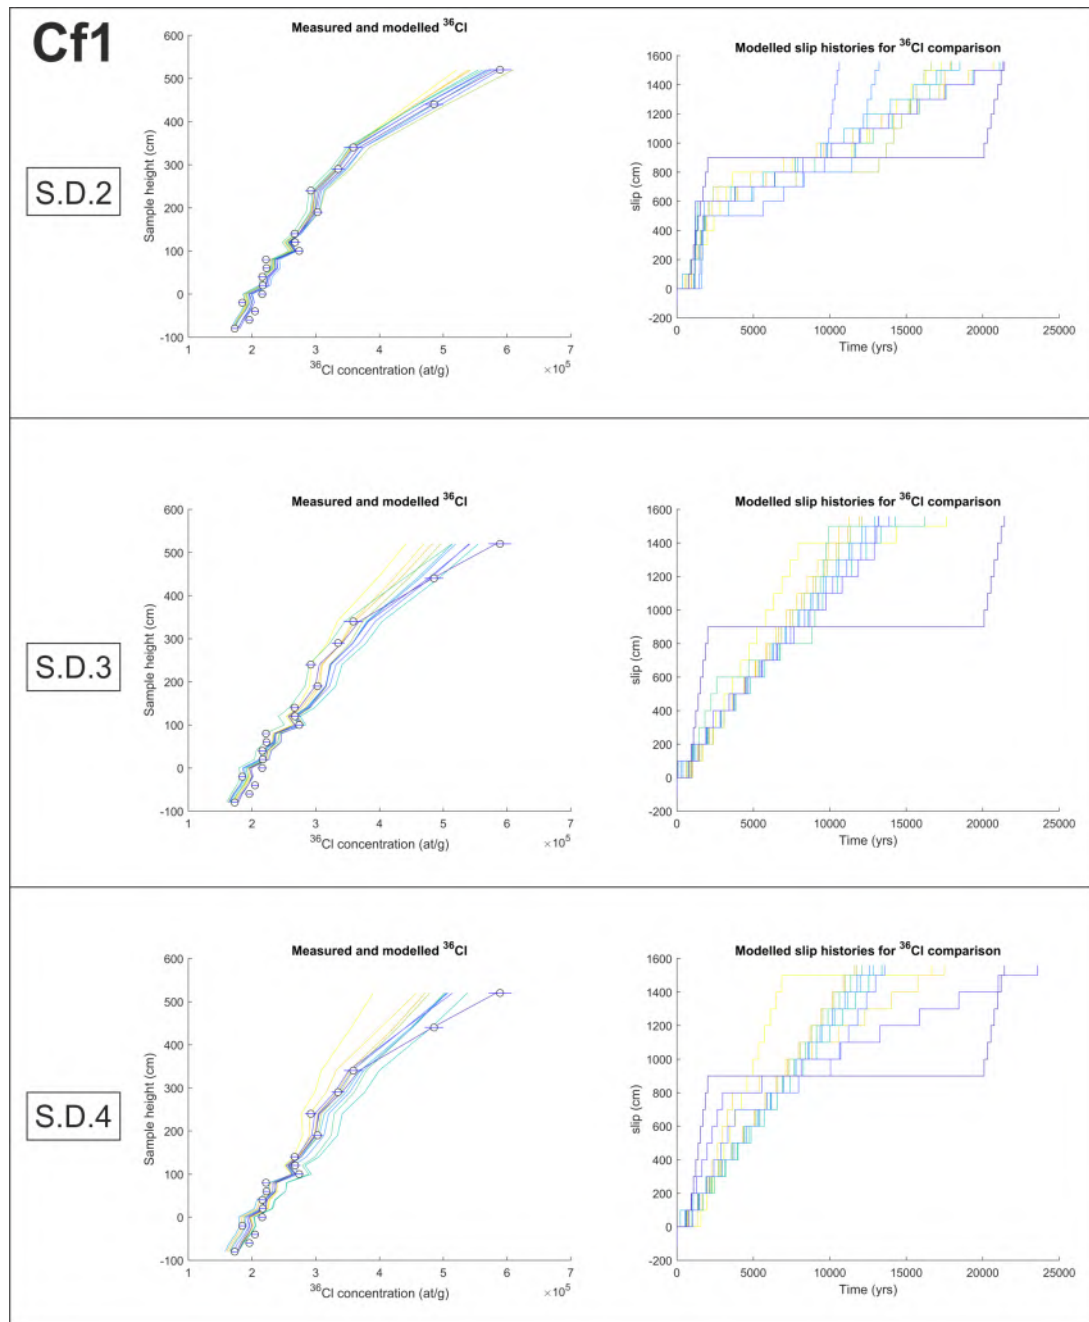 Cf1
S.D.2
Measured and modelled ³⁶Cl
Sample height (cm)
600
500
400
300
200
100
0
-100
1 2 3 4 5 6 7
³⁶Cl concentration (at/g)
×10⁵
Modelled slip histories for ³⁶Cl comparison
slip (cm)
1600
1400
1200
1000
800
600
400
200
0
-200
0 5000 10000 15000 20000 25000
Time (yrs)
S.D.3
Measured and modelled ³⁶Cl
Sample height (cm)
600
500
400
300
200
100
0
-100
1 2 3 4 5 6 7
³⁶Cl concentration (at/g)
×10⁵
Modelled slip histories for ³⁶Cl comparison
slip (cm)
1600
1400
1200
1000
800
600
400
200
0
-200
0 5000 10000 15000 20000 25000
Time (yrs)
S.D.4
Measured and modelled ³⁶Cl
Sample height (cm)
600
500
400
300
200
100
0
-100
1 2 3 4 5 6 7
³⁶Cl concentration (at/g)
×10⁵
Modelled slip histories for ³⁶Cl comparison
slip (cm)
1600
1400
1200
1000
800
600
400
200
0
-200
0 5000 10000 15000 20000 25000
Time (yrs)